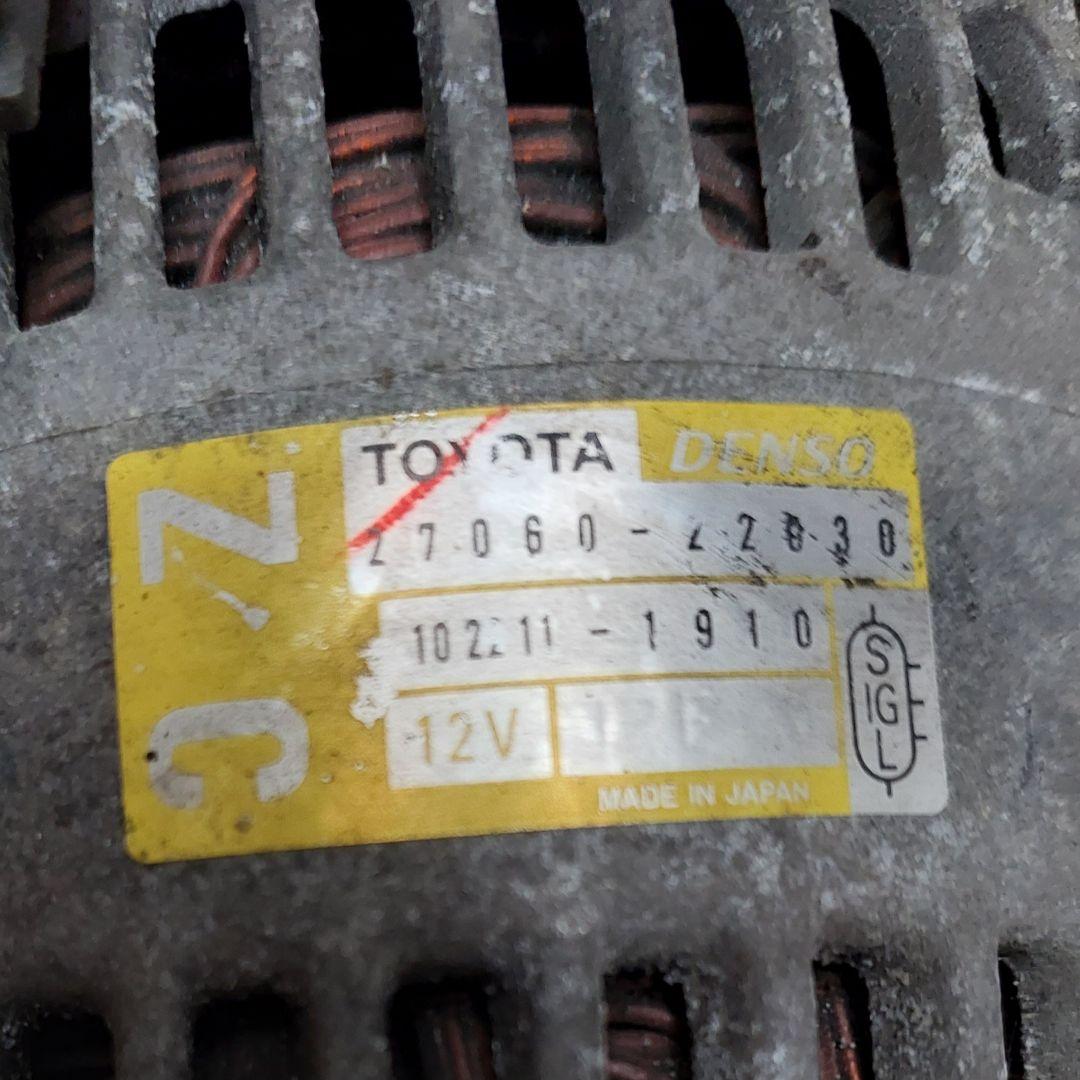 TOYOTA DENSO
27060-22030
102211-1910
12V
MADE IN JAPAN
S
IG
L